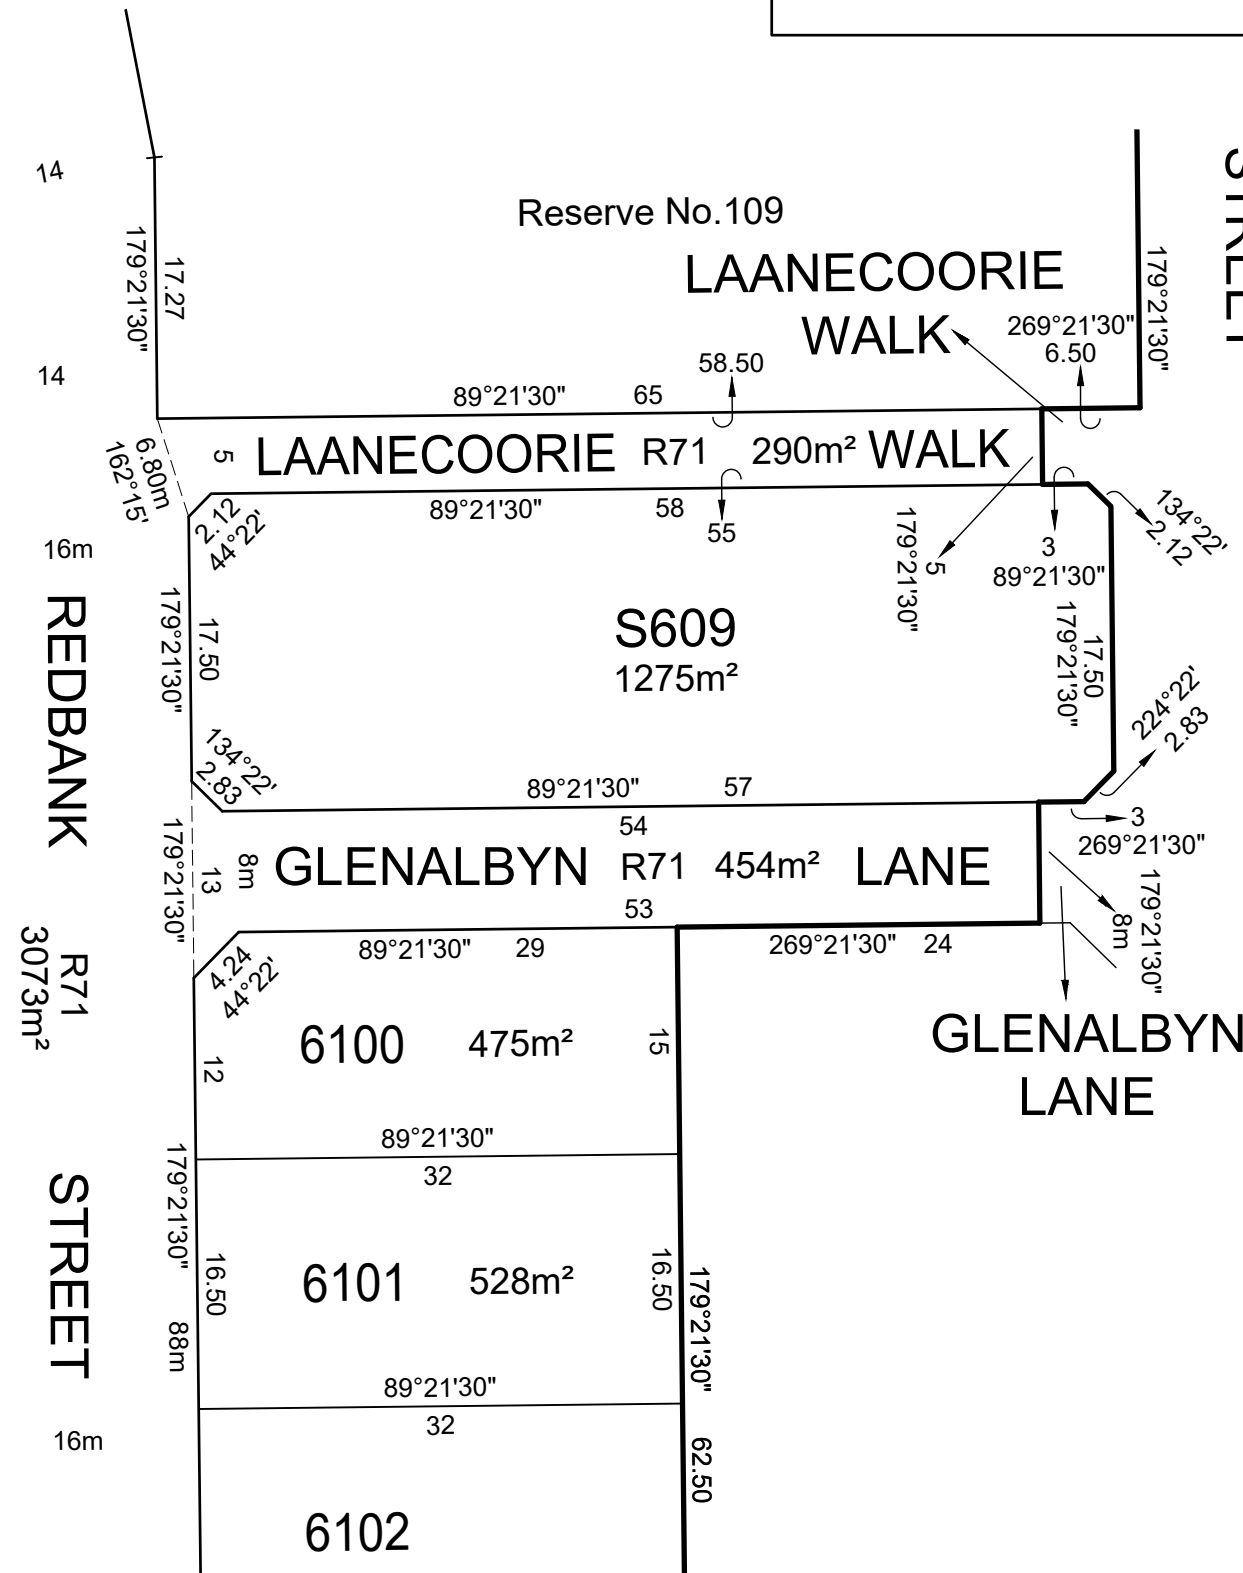 14
STREET
Reserve No.109
17.27
179°21'30"
LAANECOORIE
WALK
179°21'30"
269°21'30"
6.50
58.50
14
89°21'30"
65
6.80m
162°15'
5
LAANECOORIE
R71
290m²
WALK
2.12
44°22'
89°21'30"
58
55
179°21'30"
5
3
89°21'30"
134°22'
2.12
16m
REDBANK
179°21'30"
17.50
S609
1275m²
17.50
179°21'30"
224°22'
2.83
134°22'
2.83
89°21'30"
57
54
3
269°21'30"
179°21'30"
13
8m
GLENALBYN
R71
454m²
LANE
53
8m
179°21'30"
R71
3073m²
89°21'30"
29
269°21'30"
24
4.24
44°22'
6100
475m²
15
12
GLENALBYN
LANE
89°21'30"
32
179°21'30"
88m
STREET
16.50
6101
528m²
16.50
179°21'30"
62.50
89°21'30"
32
16m
6102